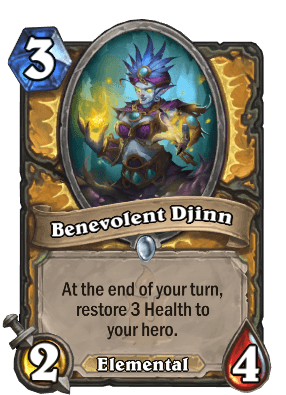 3
Benevolent Djinn
At the end of your turn,
restore 3 Health to
your hero.
2
Elemental
4